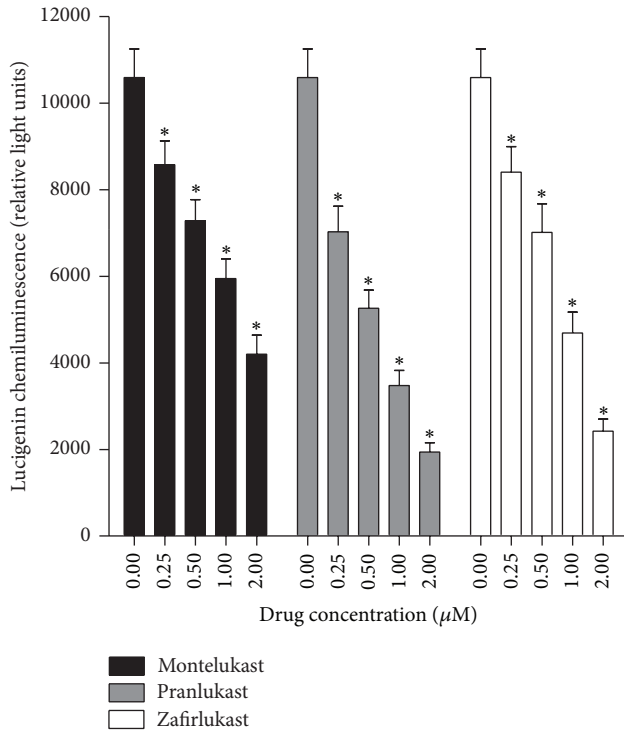 Lucigenin chemiluminescence (relative light units)
12000
10000
8000
6000
4000
2000
0
* * * *
* * * *
* * * *
0.00 0.25 0.50 1.00 2.00 0.00 0.25 0.50 1.00 2.00 0.00 0.25 0.50 1.00 2.00
Drug concentration (μM)
Montelukast
Pranlukast
Zafirlukast